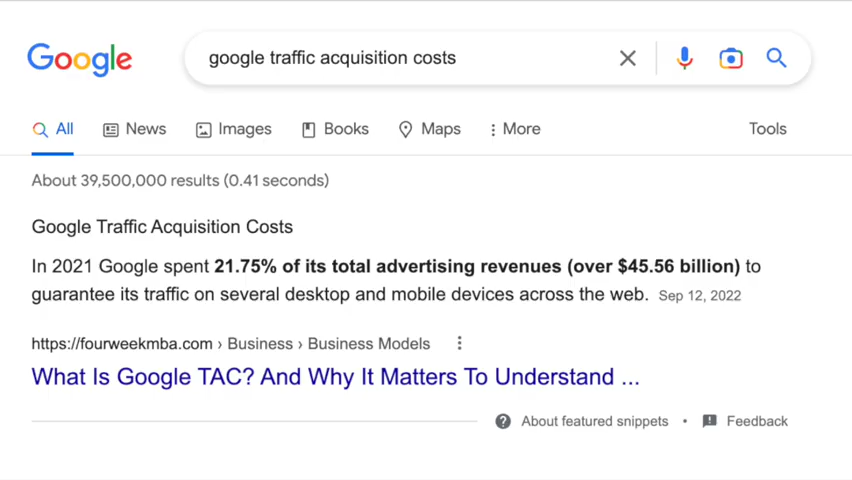 Google
google traffic acquisition costs
All News Images Books Maps More Tools
About 39,500,000 results (0.41 seconds)
Google Traffic Acquisition Costs
In 2021 Google spent 21.75% of its total advertising revenues (over $45.56 billion) to
guarantee its traffic on several desktop and mobile devices across the web. Sep 12, 2022
https://fourweekmba.com › Business › Business Models
What Is Google TAC? And Why It Matters To Understand ...
About featured snippets • Feedback